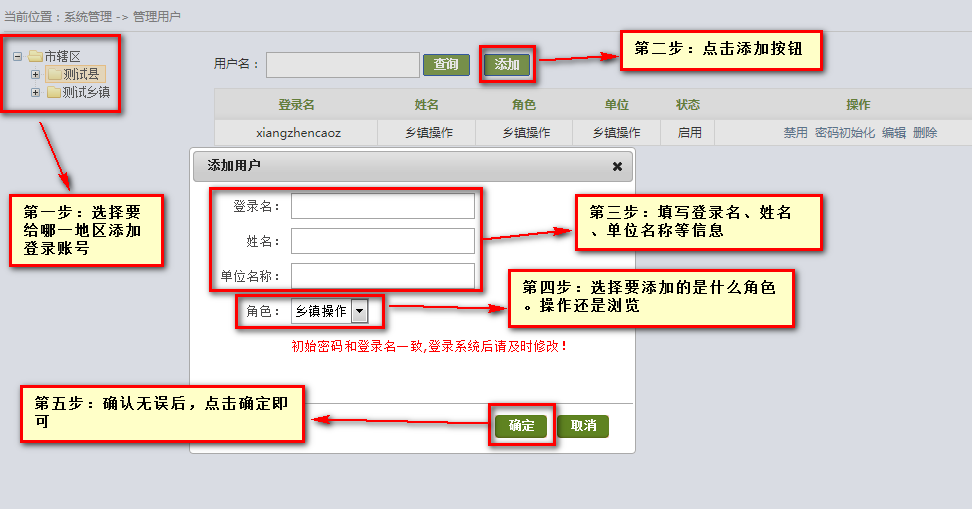 当前位置：系统管理 -> 管理用户
市辖区
测试县
测试乡镇
用户名： 查询 添加
第二步：点击添加按钮
登录名 姓名 角色 单位 状态 操作
xiangzhencaoz 乡镇操作 乡镇操作 乡镇操作 启用 禁用 密码初始化 编辑 删除
添加用户
第一步：选择要
给哪一地区添加
登录账号
登录名：
姓名：
单位名称：
第三步：填写登录名、姓名
、单位名称等信息
角色： 乡镇操作
第四步：选择要添加的是什么角色
。操作还是浏览
初始密码和登录名一致,登录系统后请及时修改！
第五步：确认无误后，点击确定即
可
确定 取消